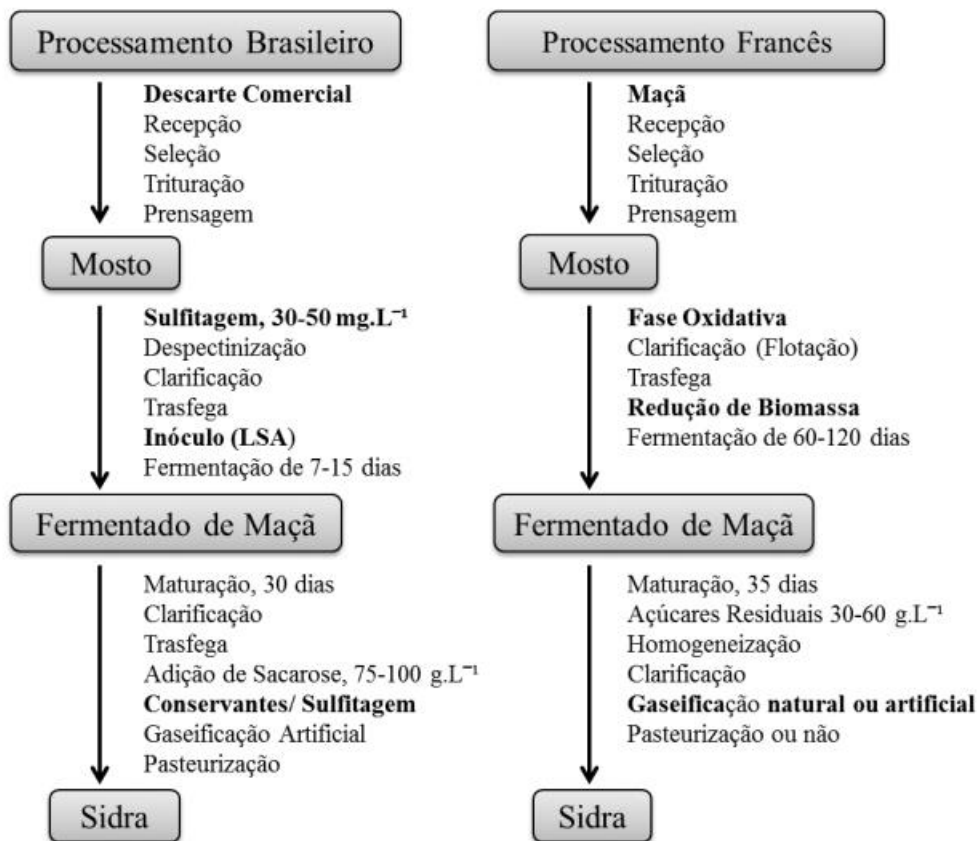 Processamento Brasileiro
Descarte Comercial
Recepção
Seleção
Trituração
Prensagem
Mosto
Sulfitagem, 30-50 mg.L⁻¹
Despectinização
Clarificação
Trasfega
Inóculo (LSA)
Fermentação de 7-15 dias
Fermentado de Maçã
Maturação, 30 dias
Clarificação
Trasfega
Adição de Sacarose, 75-100 g.L⁻¹
Conservantes/ Sulfitagem
Gaseificação Artificial
Pasteurização
Sidra
Processamento Francês
Maçã
Recepção
Seleção
Trituração
Prensagem
Mosto
Fase Oxidativa
Clarificação (Flotação)
Trasfega
Redução de Biomassa
Fermentação de 60-120 dias
Fermentado de Maçã
Maturação, 35 dias
Açúcares Residuais 30-60 g.L⁻¹
Homogeneização
Clarificação
Gaseificação natural ou artificial
Pasteurização ou não
Sidra